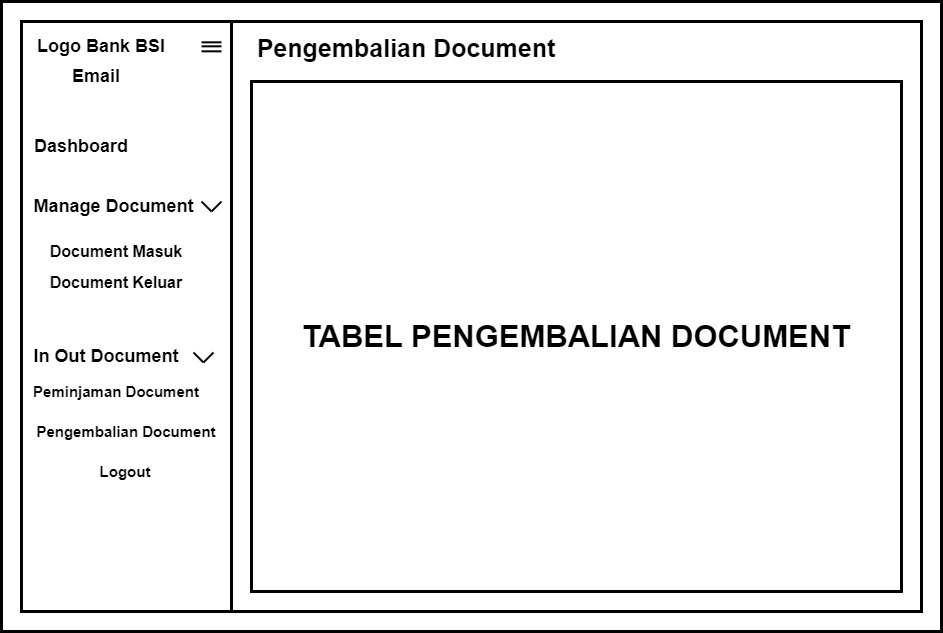 Logo Bank BSI
Email
Dashboard
Manage Document
Document Masuk
Document Keluar
In Out Document
Peminjaman Document
Pengembalian Document
Logout
Pengembalian Document
TABEL PENGEMBALIAN DOCUMENT